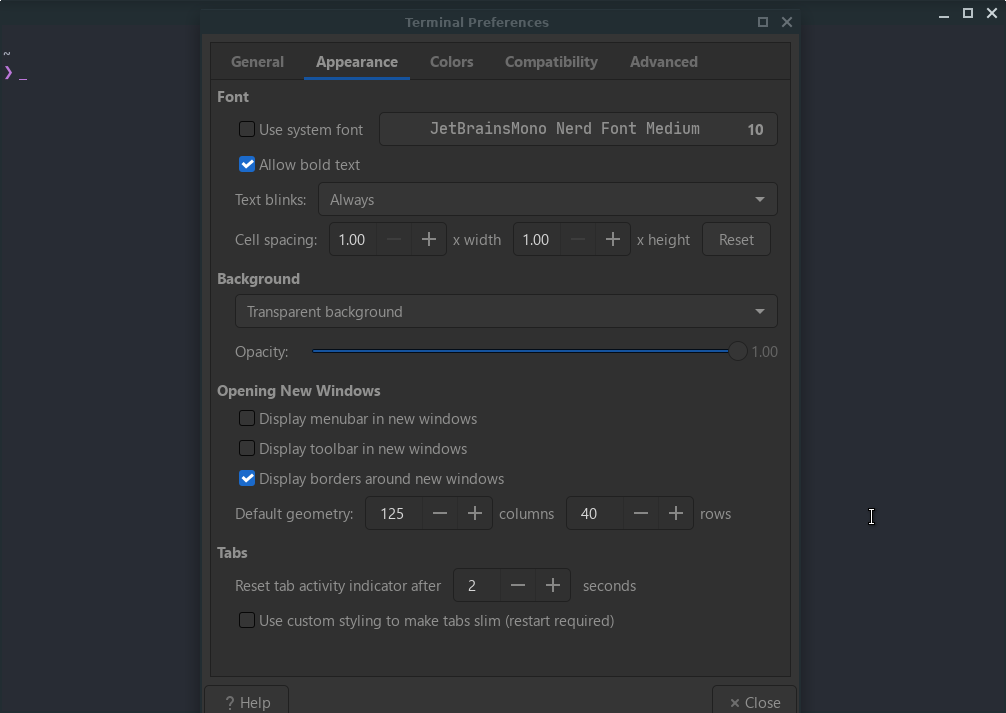 Terminal Preferences
~
❯ _
General Appearance Colors Compatibility Advanced
Font
Use system font JetBrainsMono Nerd Font Medium 10
Allow bold text
Text blinks: Always
Cell spacing: 1.00 − + x width 1.00 − + x height Reset
Background
Transparent background
Opacity: 1.00
Opening New Windows
Display menubar in new windows
Display toolbar in new windows
Display borders around new windows
Default geometry: 125 − + columns 40 − + rows
Tabs
Reset tab activity indicator after 2 − + seconds
Use custom styling to make tabs slim (restart required)
? Help × Close